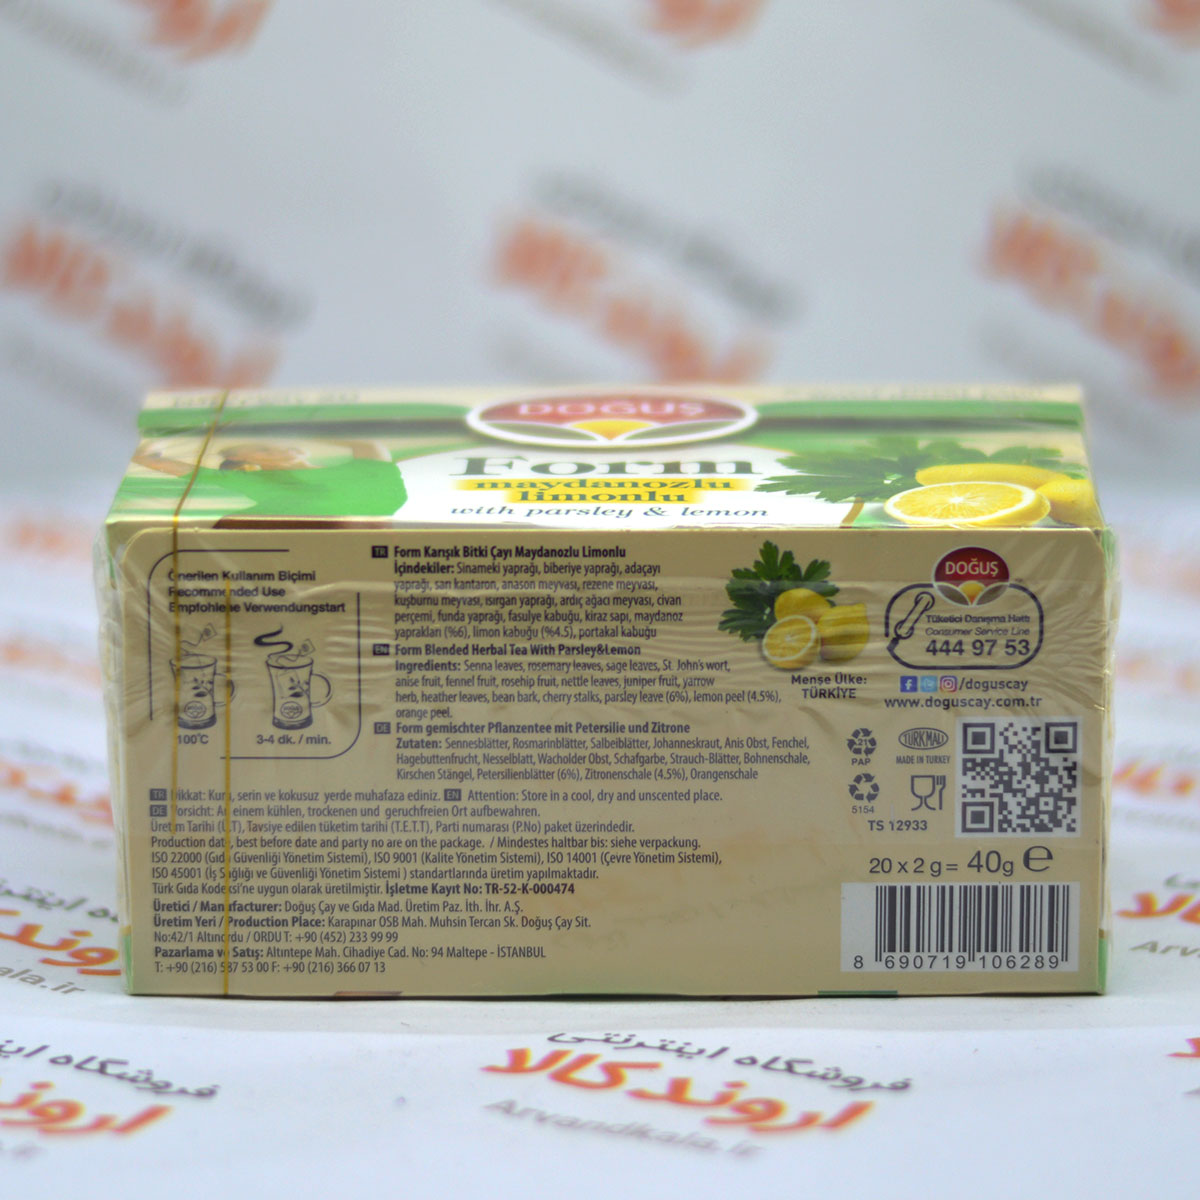 DOĞUŞ
Form
maydanozlu
limonlu
with parsley & lemon
Önerilen Kullanım Biçimi
Recommended Use
Empfohlene Verwendungstart
100°C
3-4 dk. / min.
TR Form Karışık Bitki Çayı Maydanozlu Limonlu
İçindekiler: Sinameki yaprağı, biberiye yaprağı, adaçayı
yaprağı, sarı kantaron, anason meyvası, rezene meyvası,
kuşburnu meyvası, ısırgan yaprağı, ardıç ağacı meyvası, civan
perçemi, funda yaprağı, fasulye kabuğu, kiraz sapı, maydanoz
yaprakları (%6), limon kabuğu (%4.5), portakal kabuğu
EN Form Blended Herbal Tea With Parsley&Lemon
Ingredients: Senna leaves, rosemary leaves, sage leaves, St. John's wort,
anise fruit, fennel fruit, rosehip fruit, nettle leaves, juniper fruit, yarrow
herb, heather leaves, bean bark, cherry stalks, parsley leave (6%), lemon peel (4.5%),
orange peel.
DE Form gemischter Pflanzentee mit Petersilie und Zitrone
Zutaten: Sennesblätter, Rosmarinblätter, Salbeiblätter, Johanneskraut, Anis Obst, Fenchel,
Hagebuttenfrucht, Nesselblatt, Wacholder Obst, Schafgarbe, Strauch-Blätter, Bohnenschale,
Kirschen Stängel, Petersilienblätter (6%), Zitronenschale (4.5%), Orangenschale
TR Dikkat: Kuru, serin ve kokusuz yerde muhafaza ediniz. EN Attention: Store in a cool, dry and unscented place.
DE Vorsicht: An einem kühlen, trockenen und geruchfreien Ort aufbewahren.
Üretim Tarihi (Ü.T), Tavsiye edilen tüketim tarihi (T.E.T.T), Parti numarası (P.No) paket üzerindedir.
Production date, best before date and party no are on the package. / Mindestes haltbar bis: siehe verpackung.
ISO 22000 (Gıda Güvenliği Yönetim Sistemi), ISO 9001 (Kalite Yönetim Sistemi), ISO 14001 (Çevre Yönetim Sistemi),
ISO 45001 (İş Sağlığı ve Güvenliği Yönetim Sistemi ) standartlarında üretim yapılmaktadır.
Türk Gıda Kodeksi'ne uygun olarak üretilmiştir. İşletme Kayıt No: TR-52-K-000474
Üretici / Manufacturer: Doğuş Çay ve Gıda Mad. Üretim Paz. İth. İhr. A.Ş.
Üretim Yeri / Production Place: Karapınar OSB Mah. Muhsin Tercan Sk. Doğuş Çay Sit.
No:42/1 Altınordu / ORDU T: +90 (452) 233 99 99
Pazarlama ve Satış: Altıntepe Mah. Cihadiye Cad. No: 94 Maltepe - İSTANBUL
T: +90 (216) 587 53 00 F: +90 (216) 366 07 13
Menşe Ülke:
TÜRKİYE
DOĞUŞ
Tüketici Danışma Hattı
Consumer Service Line
444 97 53
/doguscay
www.doguscay.com.tr
21
PAP
TÜRK MALI
MADE IN TURKEY
5154
TS 12933
20 x 2 g = 40g e
8 690719 106289
فروشگاه اینترنتی
اروند کالا
Arvandkala.ir